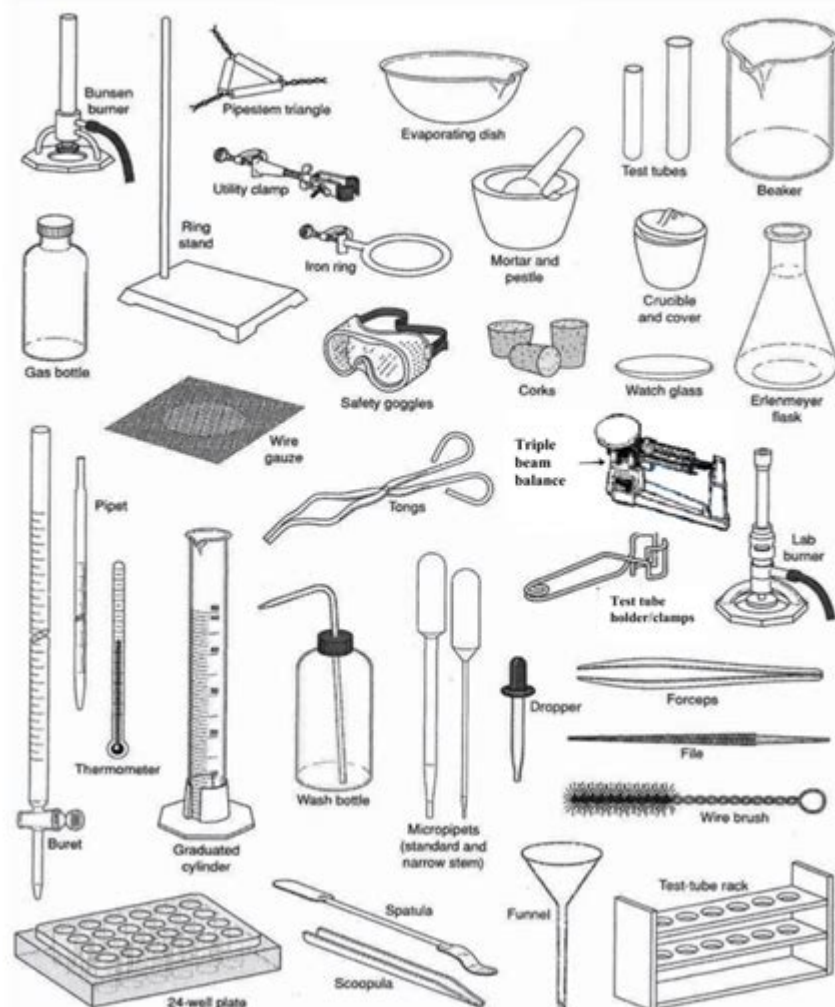 Bunsen
burner
Pipestem triangle
Evaporating dish
Test tubes
Beaker
Utility clamp
Ring
stand
Iron ring
Mortar and
pestle
Crucible
and cover
Gas bottle
Safety goggles
Corks
Watch glass
Erlenmeyer
flask
Wire
gauze
Triple
beam
balance
Pipet
Tongs
Lab
burner
Test tube
holder/clamps
Dropper
Forceps
File
Thermometer
Wash bottle
Wire brush
Buret
Graduated
cylinder
Micropipets
(standard and
narrow stem)
Spatula
Funnel
Test-tube rack
Scoopula
24-well plate